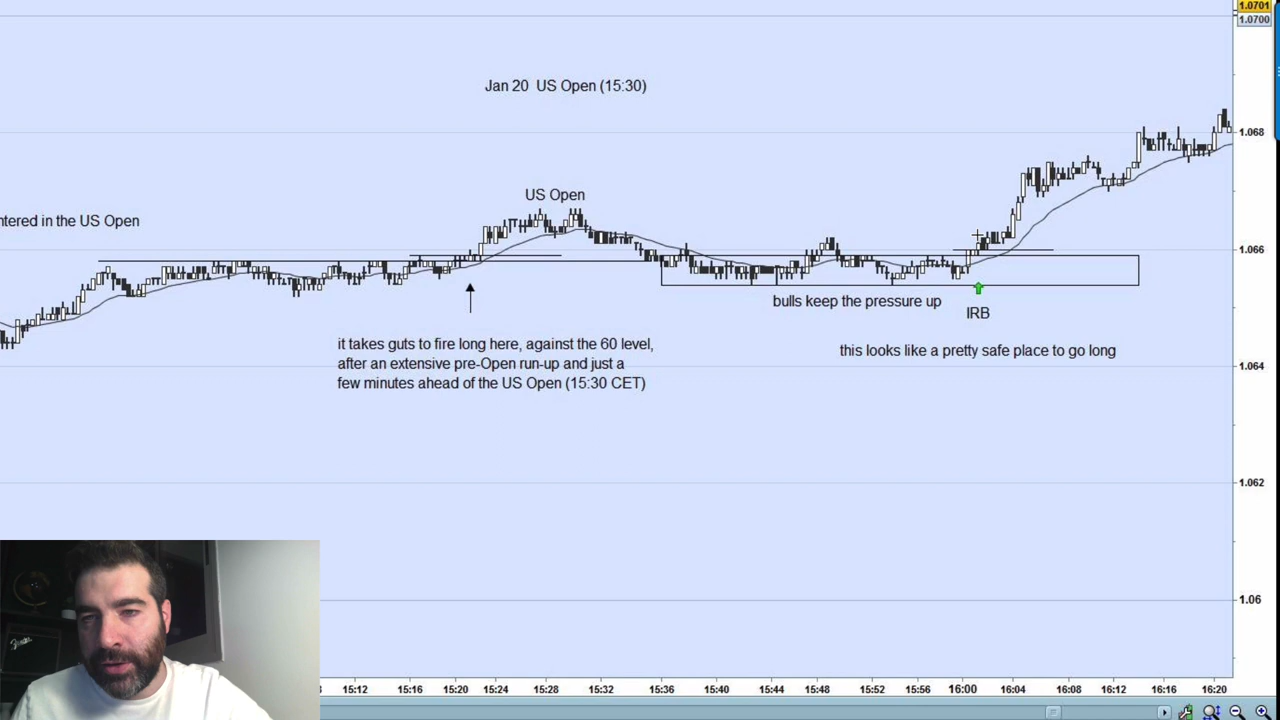 1.0701
1.0700
Jan 20 US Open (15:30)
1.068
US Open
ntered in the US Open
1.066
bulls keep the pressure up
IRB
it takes guts to fire long here, against the 60 level,
after an extensive pre-Open run-up and just a
few minutes ahead of the US Open (15:30 CET)
this looks like a pretty safe place to go long
1.064
1.062
1.06
Fender
15:12 15:16 15:20 15:24 15:28 15:32 15:36 15:40 15:44 15:48 15:52 15:56 16:00 16:04 16:08 16:12 16:16 16:20